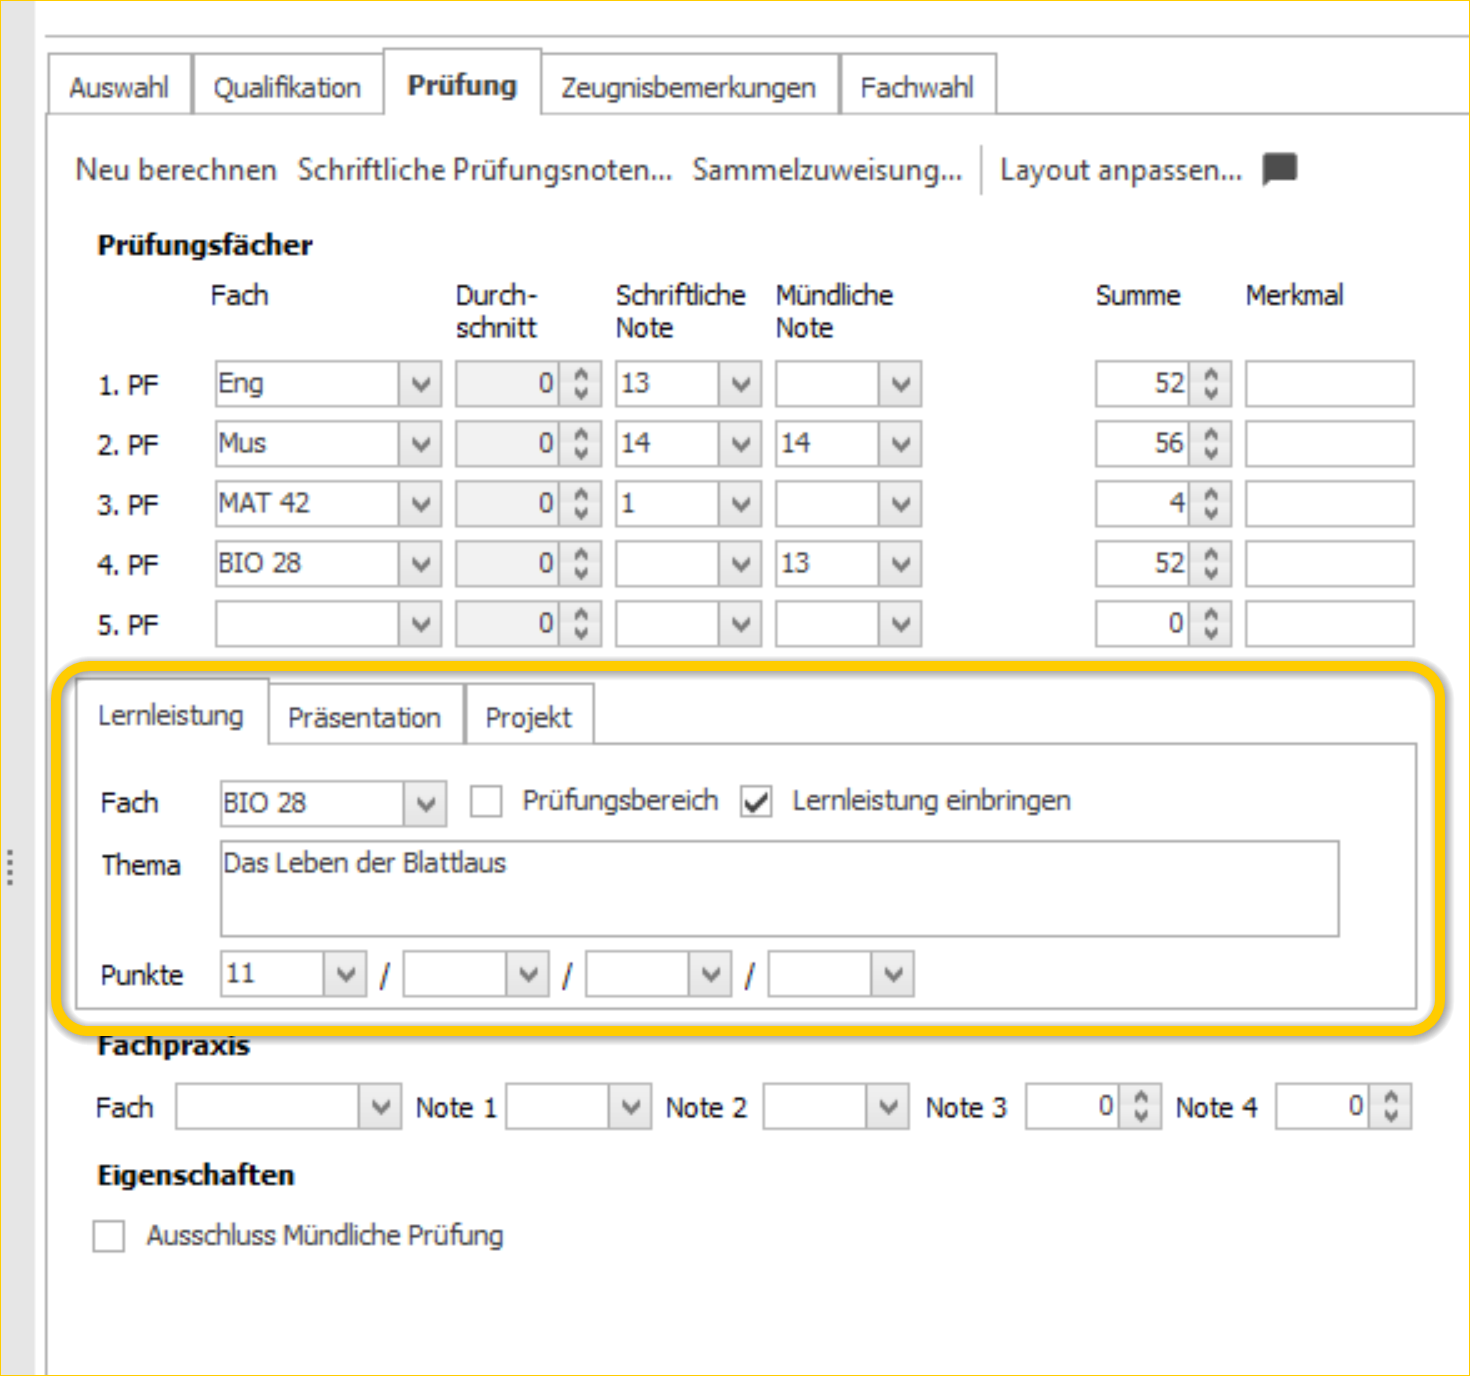 Auswahl Qualifikation Prüfung Zeugnisbemerkungen Fachwahl
Neu berechnen Schriftliche Prüfungsnoten... Sammelzuweisung... Layout anpassen...
Prüfungsfächer
Fach Durch- Schriftliche Mündliche Summe Merkmal
schnitt Note Note
1. PF Eng 0 13 52
2. PF Mus 0 14 14 56
3. PF MAT 42 0 1 4
4. PF BIO 28 0 13 52
5. PF 0 0
Lernleistung Präsentation Projekt
Fach BIO 28 Prüfungsbereich Lernleistung einbringen
Thema Das Leben der Blattlaus
Punkte 11 / / /
Fachpraxis
Fach Note 1 Note 2 Note 3 0 Note 4 0
Eigenschaften
Ausschluss Mündliche Prüfung